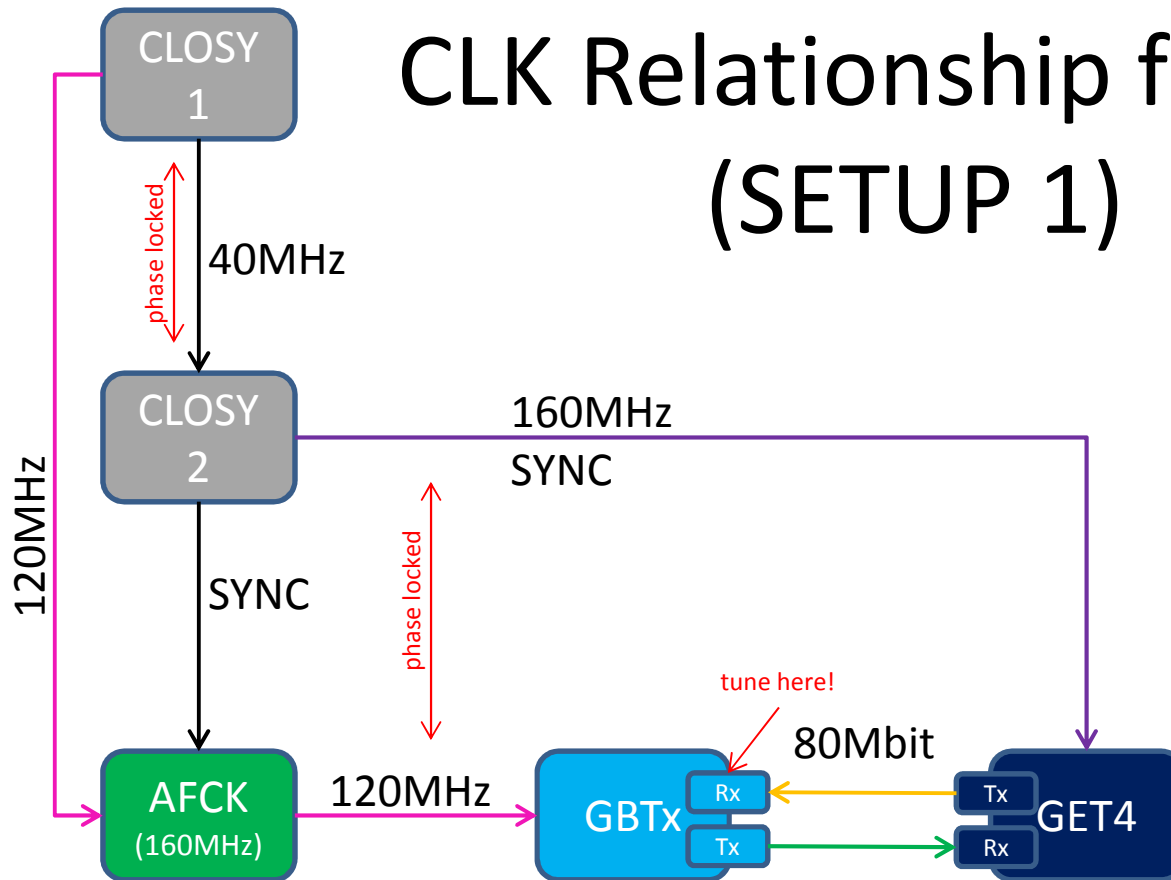 CLK Relationship f
(SETUP 1)
CLOSY
1
phase locked
40MHz
CLOSY
2
160MHz
SYNC
120MHz
SYNC
phase locked
tune here!
80Mbit
AFCK
(160MHz)
120MHz
GBTx
Rx
Tx
Tx
Rx
GET4